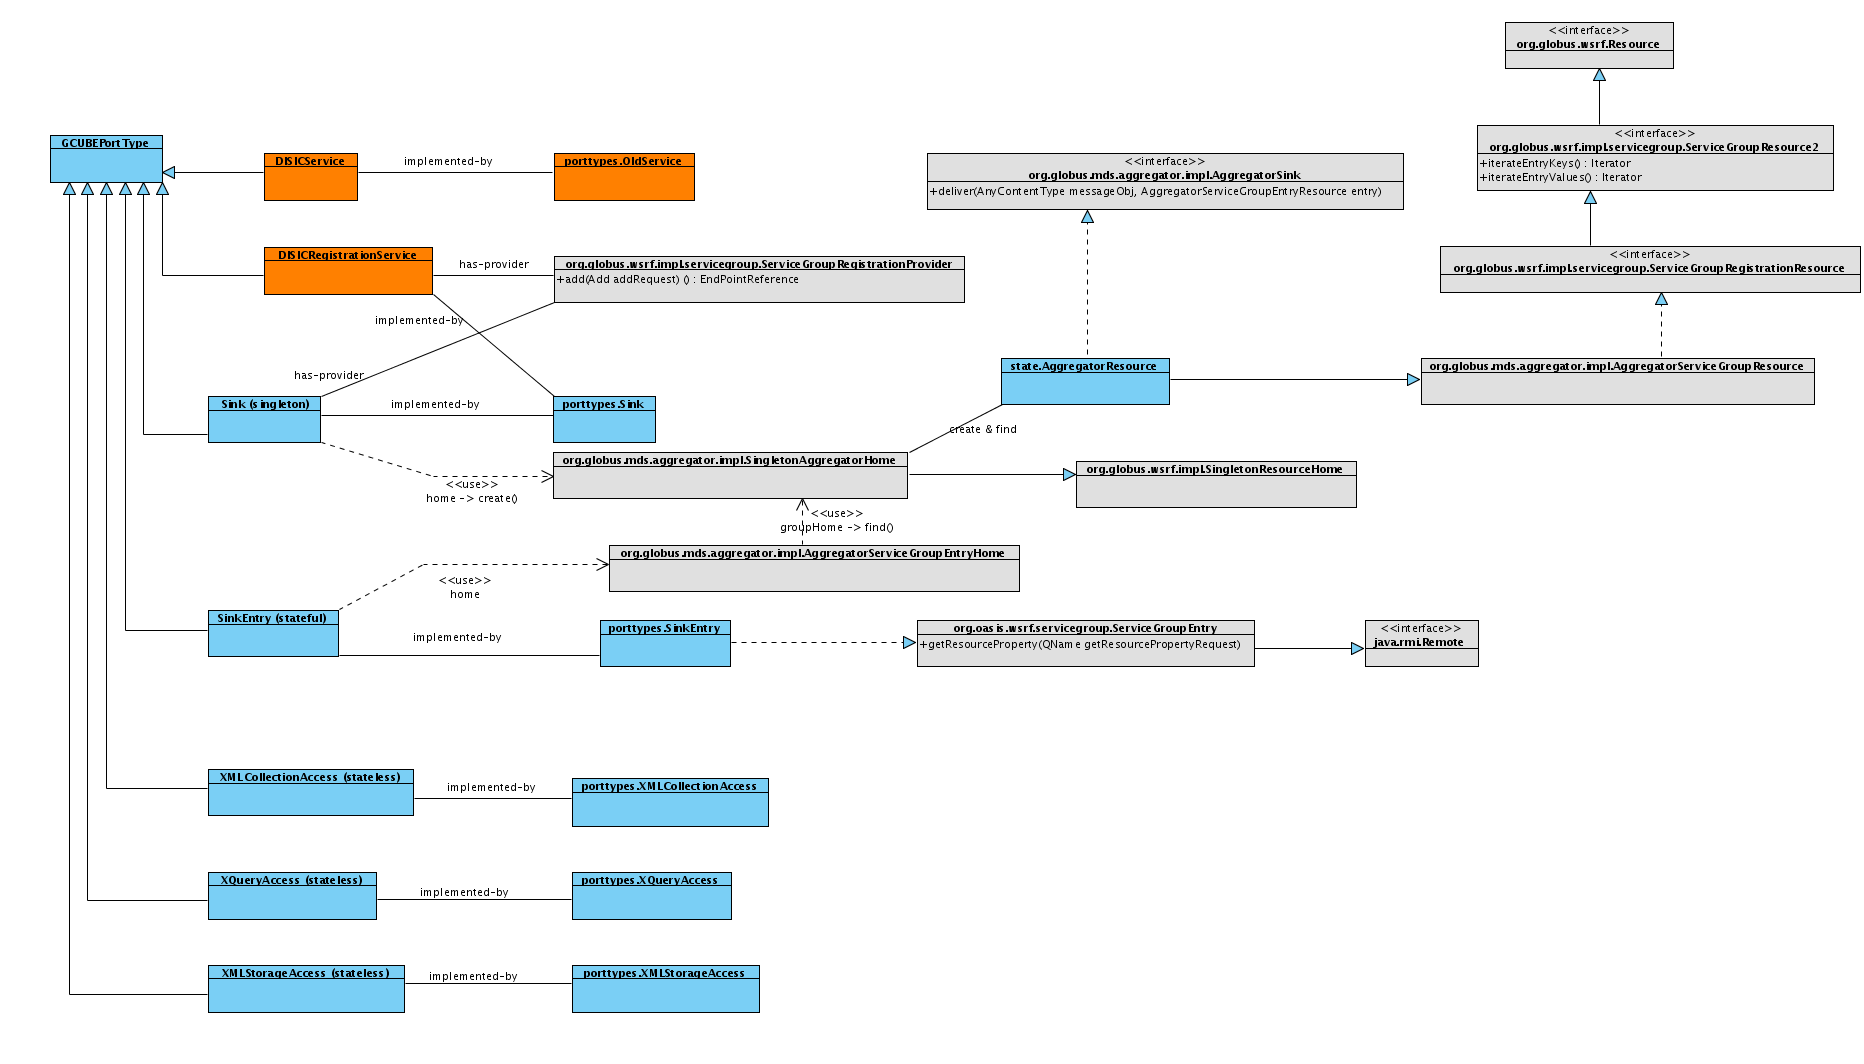 <<interface>>
org.globus.wsrf.Resource
<<interface>>
org.globus.wsrf.impl.servicegroup.ServiceGroupResource2
+iterateEntryKeys() : Iterator
+iterateEntryValues() : Iterator
GCUBEPortType
DISICService
implemented-by
porttypes.OldService
<<interface>>
org.globus.mds.aggregator.impl.AggregatorSink
+deliver(AnyContentType messageObj, AggregatorServiceGroupEntryResource entry)
DISICRegistrationService
has-provider
org.globus.wsrf.impl.servicegroup.ServiceGroupRegistrationProvider
+add(Add addRequest) () : EndPointReference
<<interface>>
org.globus.wsrf.impl.servicegroup.ServiceGroupRegistrationResource
implemented-by
has-provider
state.AggregatorResource
org.globus.mds.aggregator.impl.AggregatorServiceGroupResource
Sink (singleton)
implemented-by
porttypes.Sink
create & find
org.globus.mds.aggregator.impl.SingletonAggregatorHome
org.globus.wsrf.impl.SingletonResourceHome
<<use>>
home -> create()
<<use>>
groupHome -> find()
org.globus.mds.aggregator.impl.AggregatorServiceGroupEntryHome
<<use>>
home
SinkEntry (stateful)
implemented-by
porttypes.SinkEntry
org.oasis.wsrf.servicegroup.ServiceGroupEntry
+getResourceProperty(QName getResourcePropertyRequest)
<<interface>>
java.rmi.Remote
XMLCollectionAccess (stateless)
implemented-by
porttypes.XMLCollectionAccess
XQueryAccess (stateless)
implemented-by
porttypes.XQueryAccess
XMLStorageAccess (stateless)
implemented-by
porttypes.XMLStorageAccess